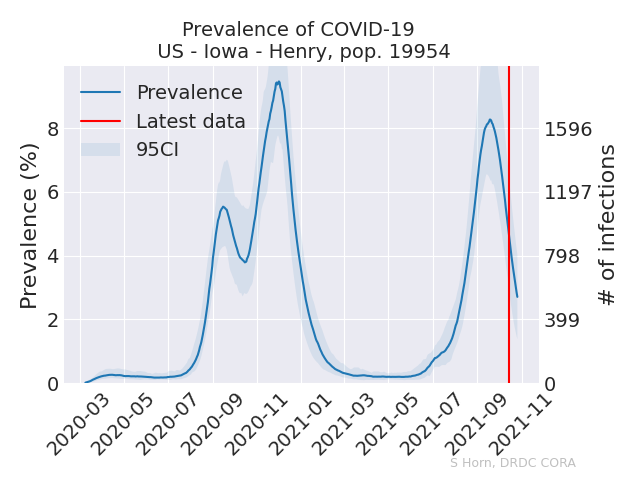 Prevalence of COVID-19
US - Iowa - Henry, pop. 19954
Prevalence
Latest data
95CI
Prevalence (%)
8
6
4
2
0
1596
1197
798
399
0
# of infections
2020-03
2020-05
2020-07
2020-09
2020-11
2021-01
2021-03
2021-05
2021-07
2021-09
2021-11
S Horn, DRDC CORA